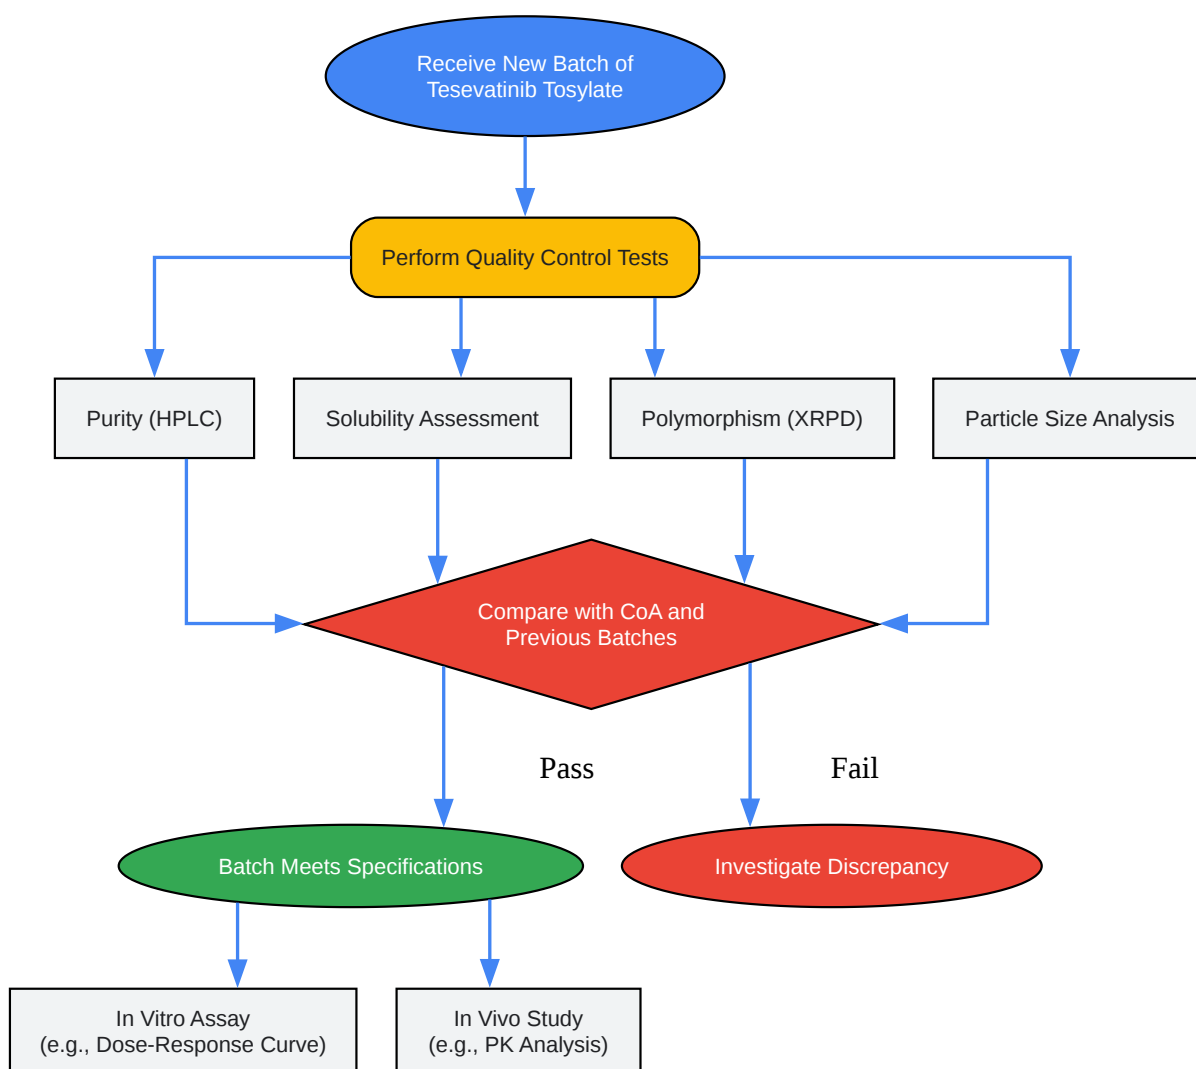 Receive New Batch of
Tesevatinib Tosylate
Perform Quality Control Tests
Purity (HPLC)
Solubility Assessment
Polymorphism (XRPD)
Particle Size Analysis
Compare with CoA and
Previous Batches
Pass
Fail
Batch Meets Specifications
Investigate Discrepancy
In Vitro Assay
(e.g., Dose-Response Curve)
In Vivo Study
(e.g., PK Analysis)